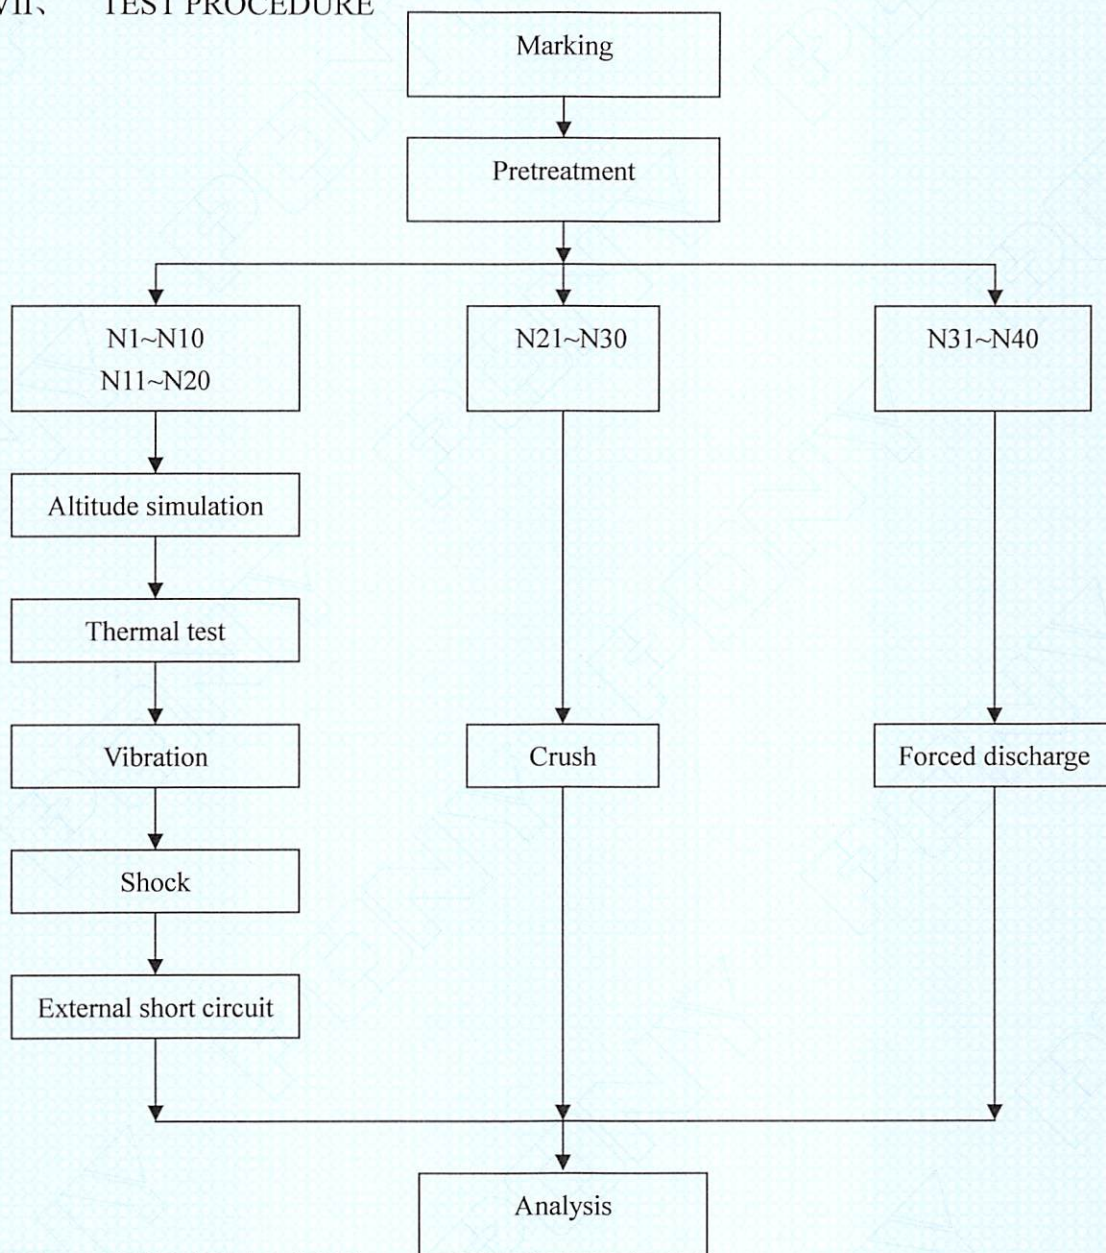 VII、 TEST PROCEDURE
Marking
Pretreatment
N1~N10
N11~N20
N21~N30
N31~N40
Altitude simulation
Thermal test
Vibration
Crush
Forced discharge
Shock
External short circuit
Analysis